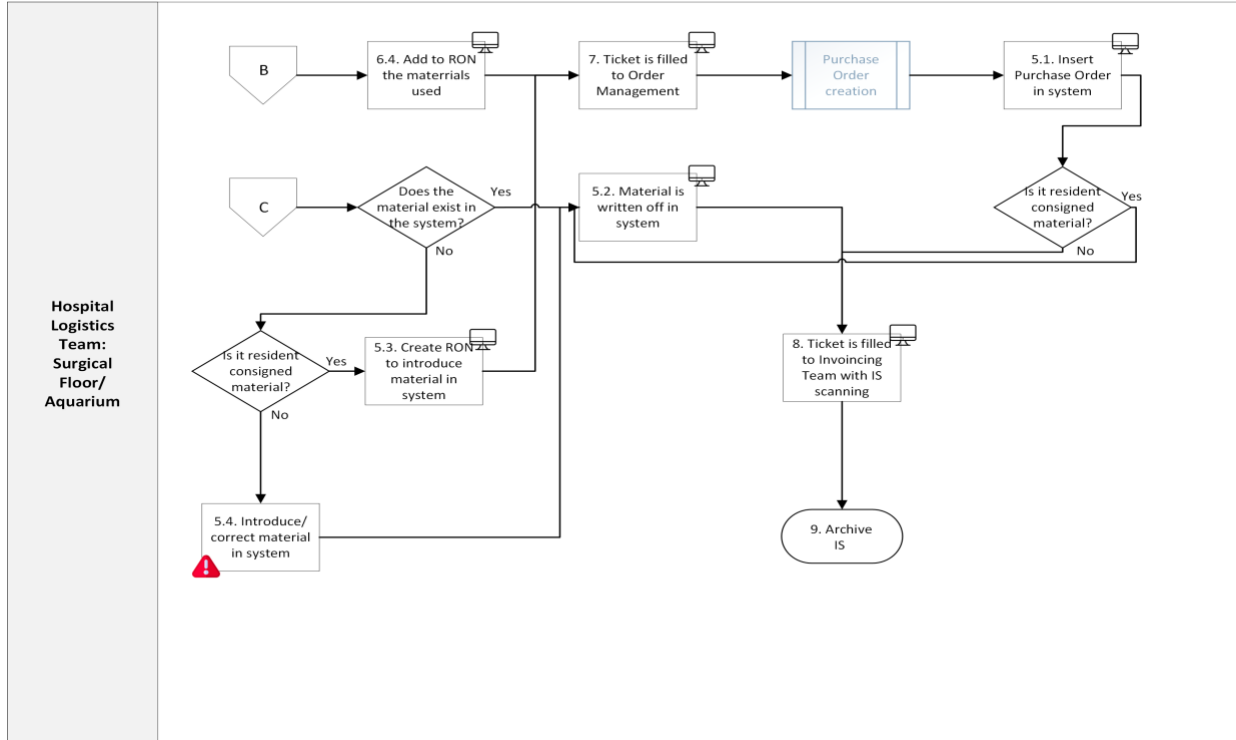 Hospital
Logistics
Team:
Surgical
Floor/
Aquarium
B
6.4. Add to RON
the materrials
used
7. Ticket is filled
to Order
Management
Purchase
Order
creation
5.1. Insert
Purchase Order
in system
C
Does the
material exist in
the system?
Yes
No
5.2. Material is
written off in
system
Is it resident
consigned
material?
Yes
No
Is it resident
consigned
material?
Yes
No
5.3. Create RON
to introduce
material in
system
8. Ticket is filled
to Invoincing
Team with IS
scanning
5.4. Introduce/
correct material
in system
9. Archive
IS